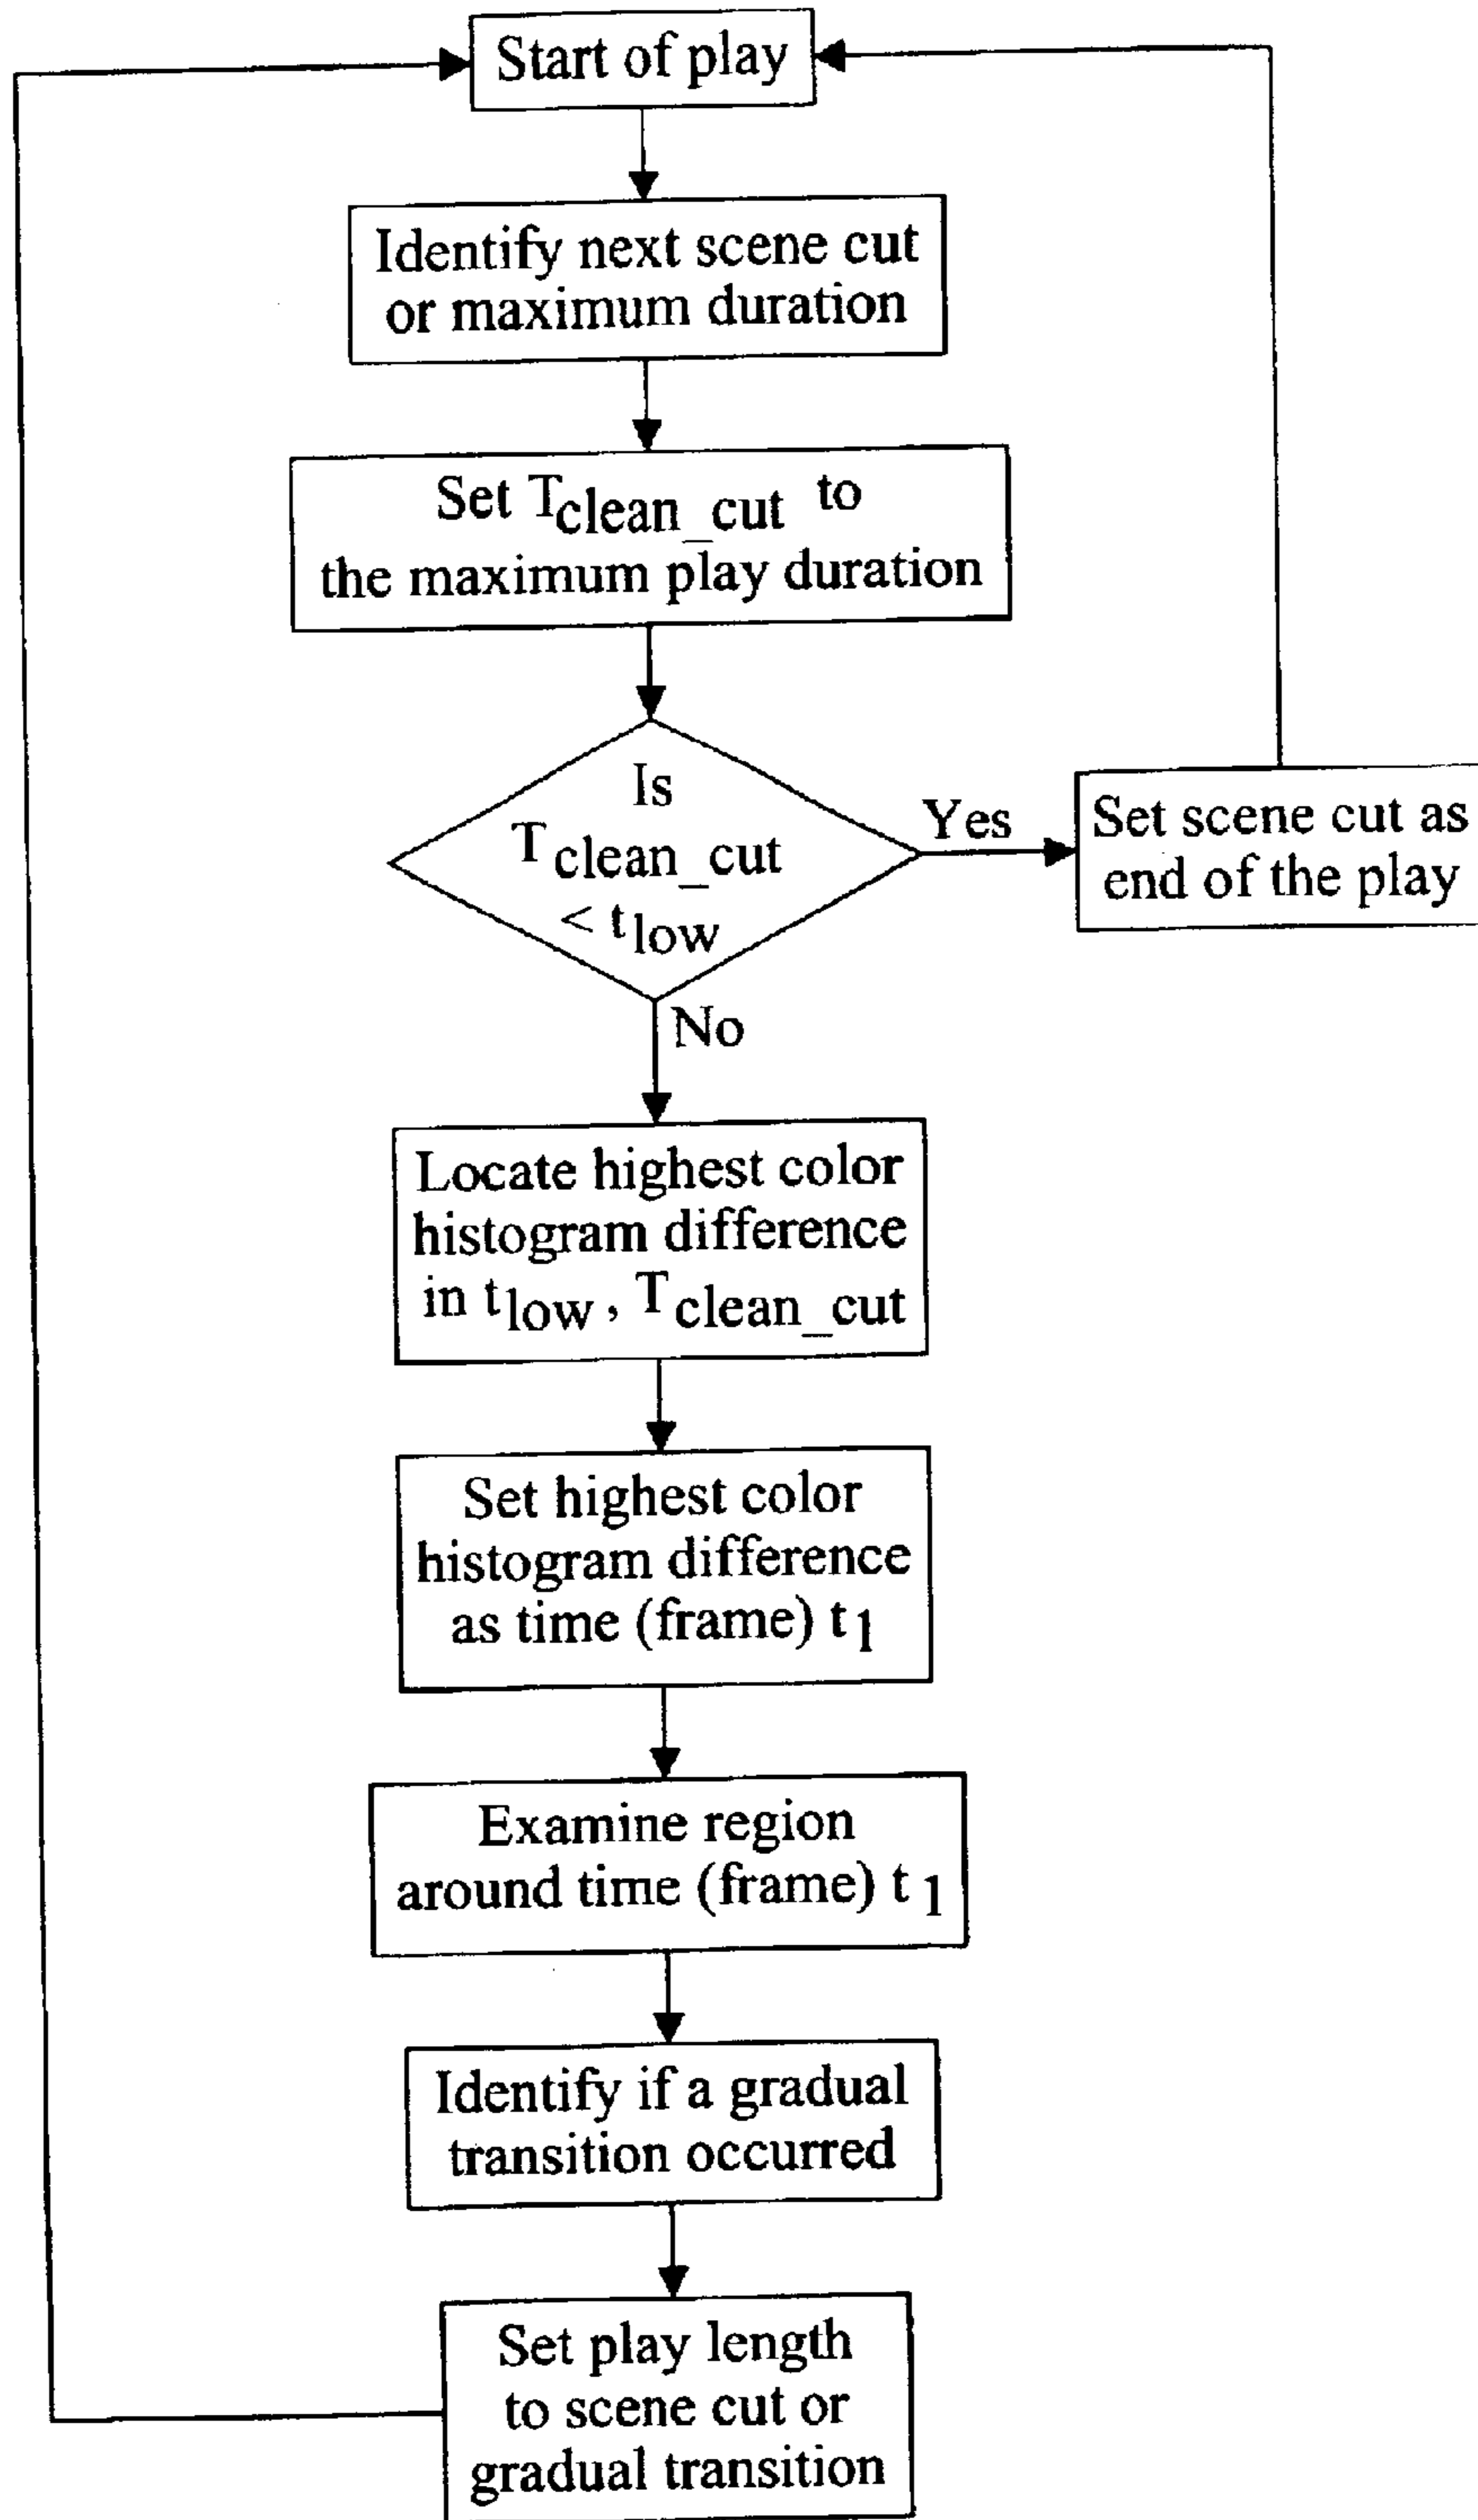 Start of play
Identify next scene cut
or maximum duration
Set Tclean_cut to
the maximum play duration
Is
Tclean_cut
< tlow
Yes
Set scene cut as
end of the play
No
Locate highest color
histogram difference
in tlow, Tclean_cut
Set highest color
histogram difference
as time (frame) t1
Examine region
around time (frame) t1
Identify if a gradual
transition occurred
Set play length
to scene cut or
gradual transition